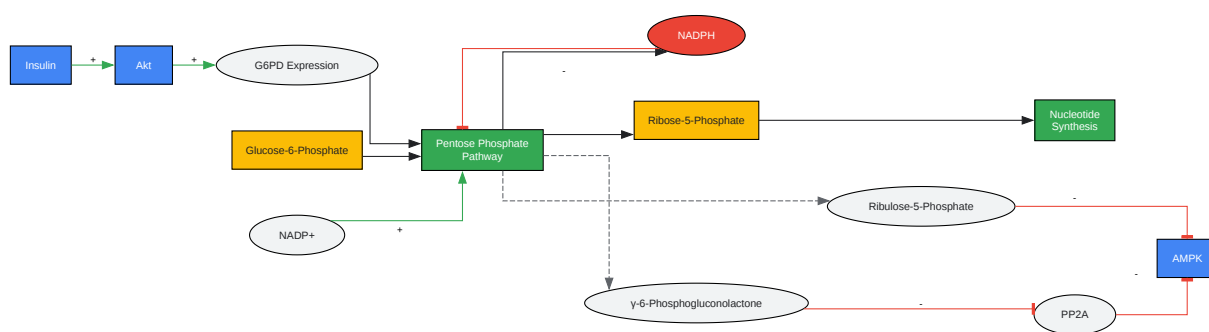 NADPH
Insulin
+
Akt
+
G6PD Expression
-
Ribose-5-Phosphate
Nucleotide
Synthesis
Glucose-6-Phosphate
Pentose Phosphate
Pathway
Ribulose-5-Phosphate
-
NADP+
+
AMPK
-
γ-6-Phosphogluconolactone
-
PP2A